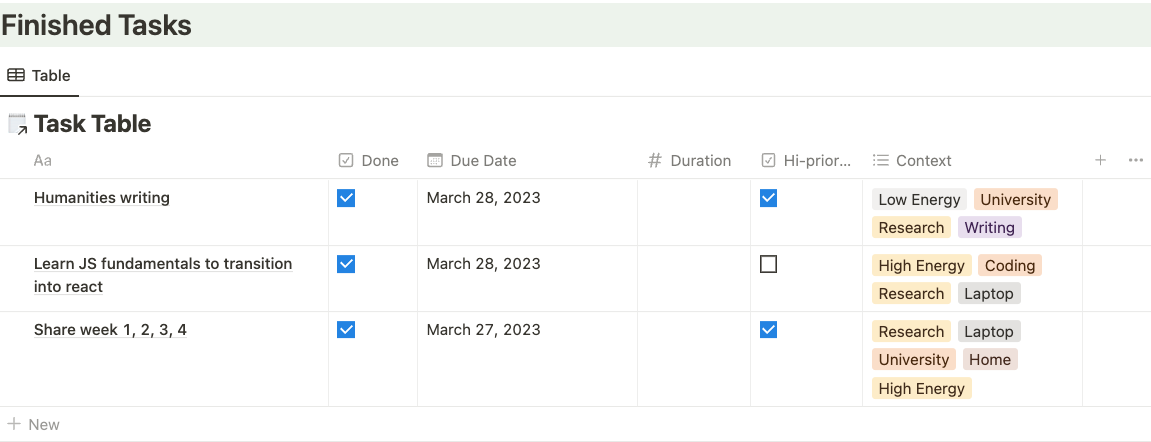 Finished Tasks
Table
Task Table
Aa Done Due Date # Duration Hi-prior... Context + ...
Humanities writing March 28, 2023 Low Energy University
Research Writing
Learn JS fundamentals to transition March 28, 2023 High Energy Coding
into react Research Laptop
Share week 1, 2, 3, 4 March 27, 2023 Research Laptop
University Home
High Energy
+ New